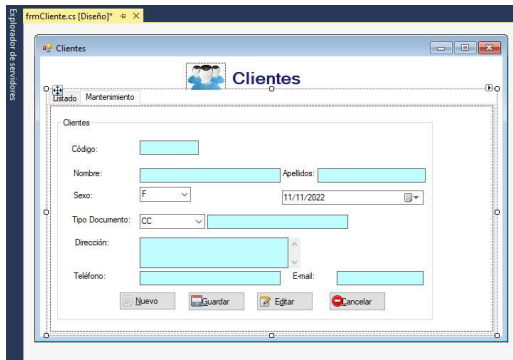 frmCliente.cs [Diseño]*
Explorador de servidores
Clientes
Clientes
Listado Mantenimiento
Clientes
Código:
Nombre: Apellidos:
Sexo: F 11/11/2022
Tipo Documento: CC
Dirección:
Teléfono: E-mail:
Nuevo Guardar Editar Cancelar